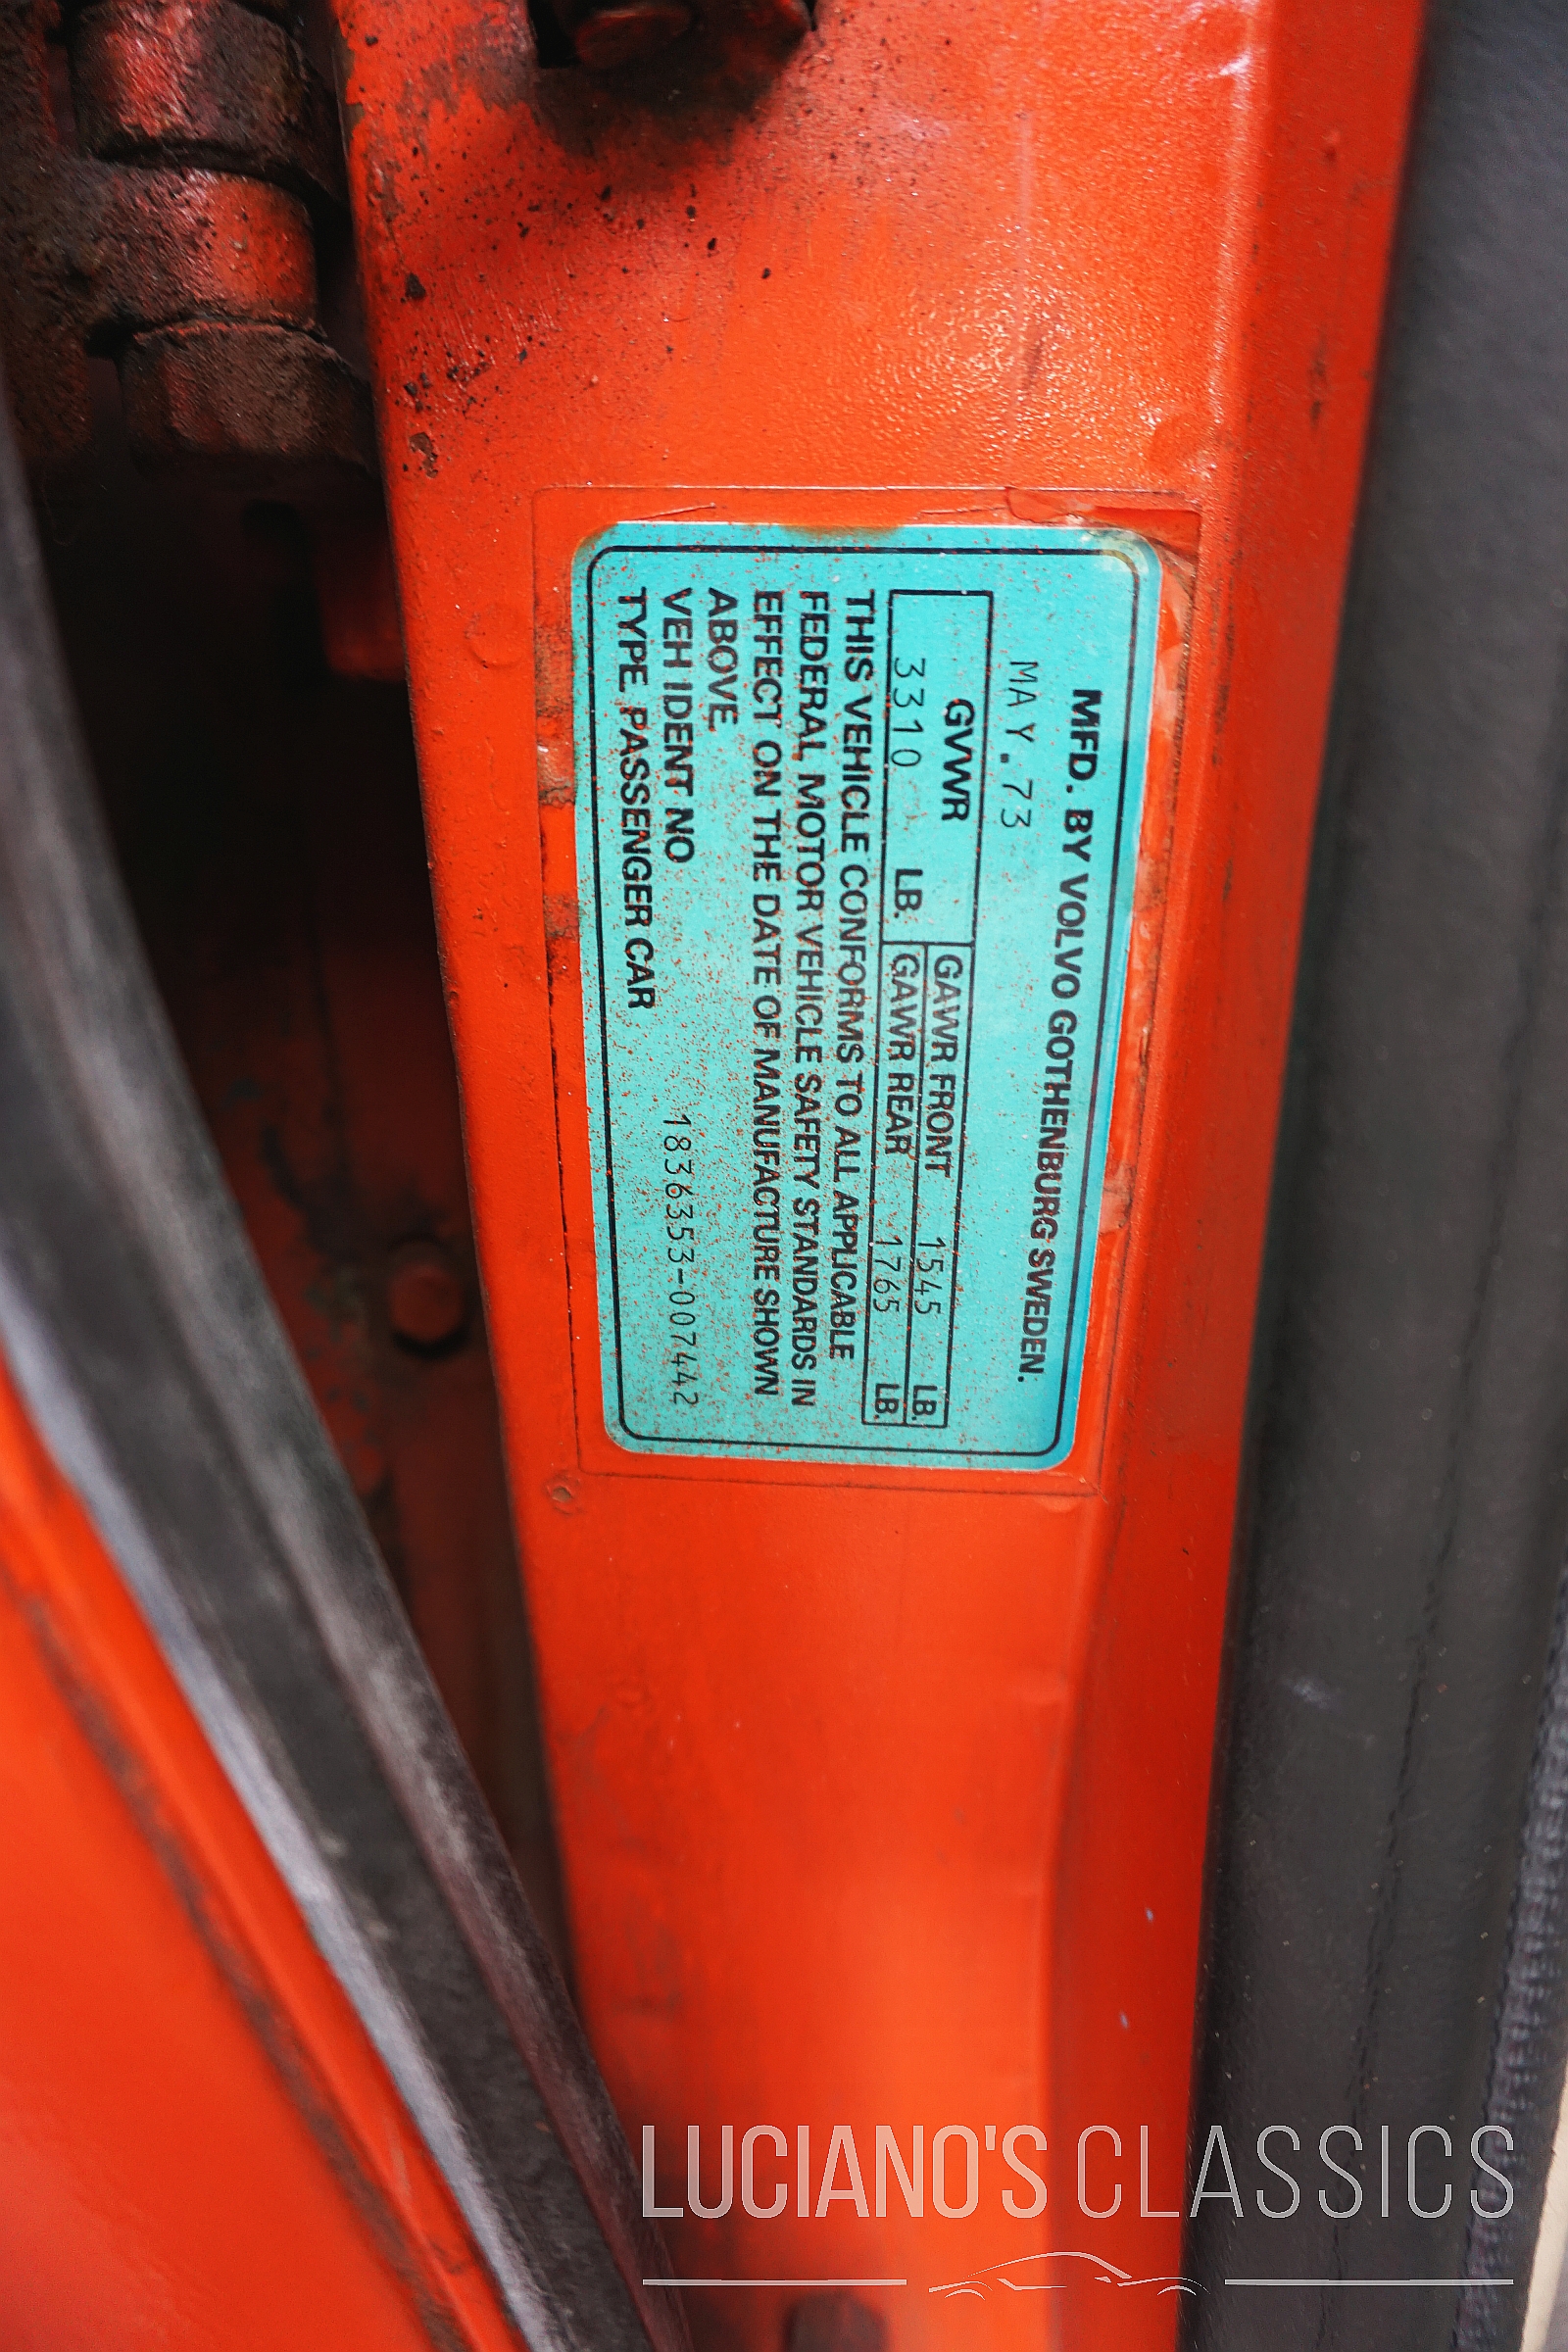 MFD. BY VOLVO GOTHENBURG SWEDEN.
MAY.73
GVWR GAWR FRONT 1545 LB.
3310 LB. GAWR REAR 1765 LB.
THIS VEHICLE CONFORMS TO ALL APPLICABLE
FEDERAL MOTOR VEHICLE SAFETY STANDARDS IN
EFFECT ON THE DATE OF MANUFACTURE SHOWN
ABOVE.
VEH IDENT NO 1836353-007442
TYPE. PASSENGER CAR
LUCIANO'S CLASSICS